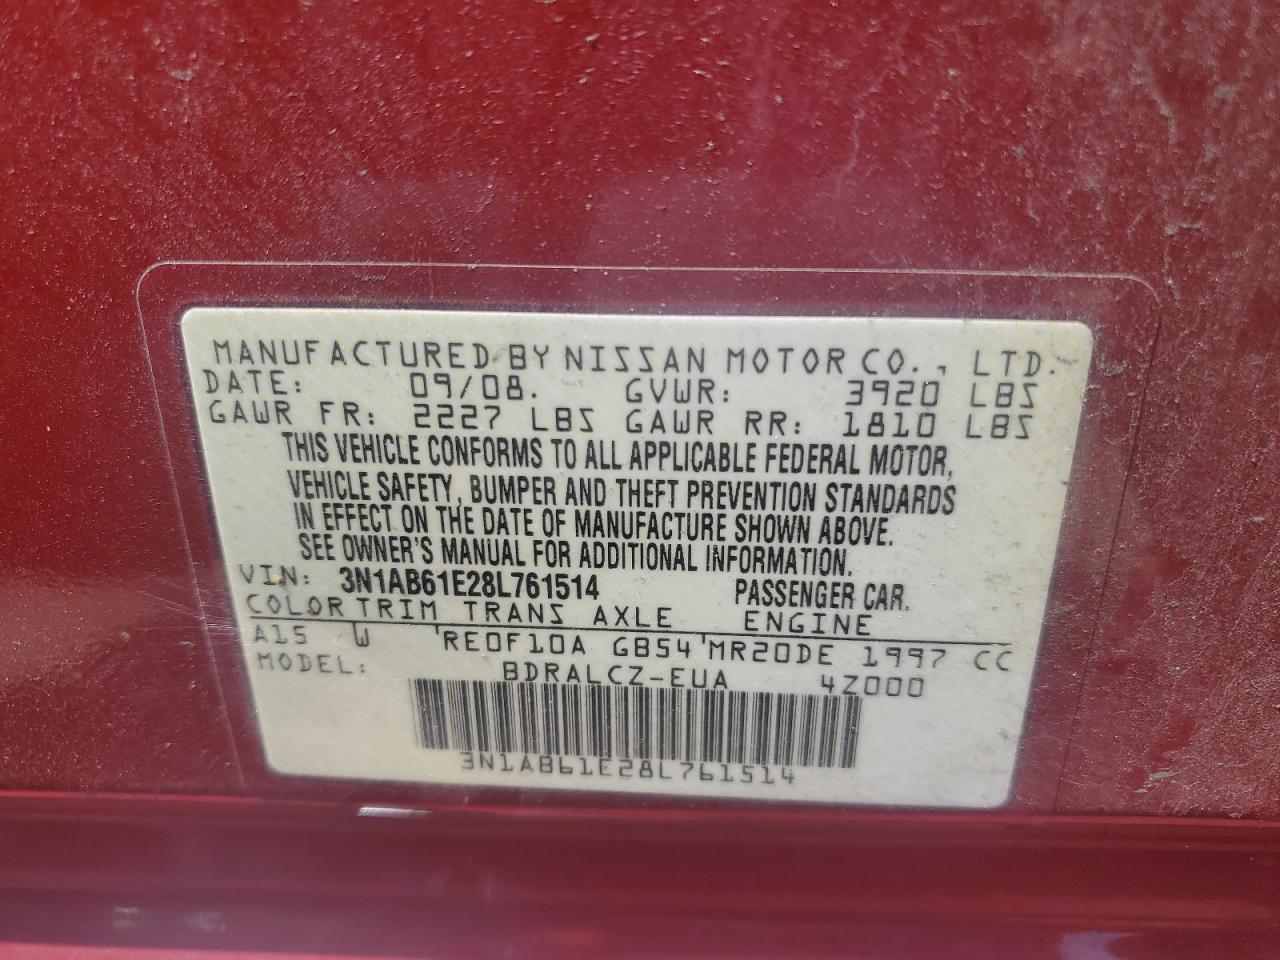 MANUFACTURED BY NISSAN MOTOR CO., LTD.
DATE: 09/08. GVWR: 3920 LBS
GAWR FR: 2227 LBS GAWR RR: 1810 LBS
THIS VEHICLE CONFORMS TO ALL APPLICABLE FEDERAL MOTOR,
VEHICLE SAFETY, BUMPER AND THEFT PREVENTION STANDARDS
IN EFFECT ON THE DATE OF MANUFACTURE SHOWN ABOVE.
SEE OWNER'S MANUAL FOR ADDITIONAL INFORMATION.
VIN: 3N1AB61E28L761514 PASSENGER CAR.
COLOR TRIM TRANS AXLE ENGINE
A15 W RE0F10A GB54 MR20DE 1997 CC
MODEL: BDRALCZ-EUA 4Z000
3N1AB61E28L761514